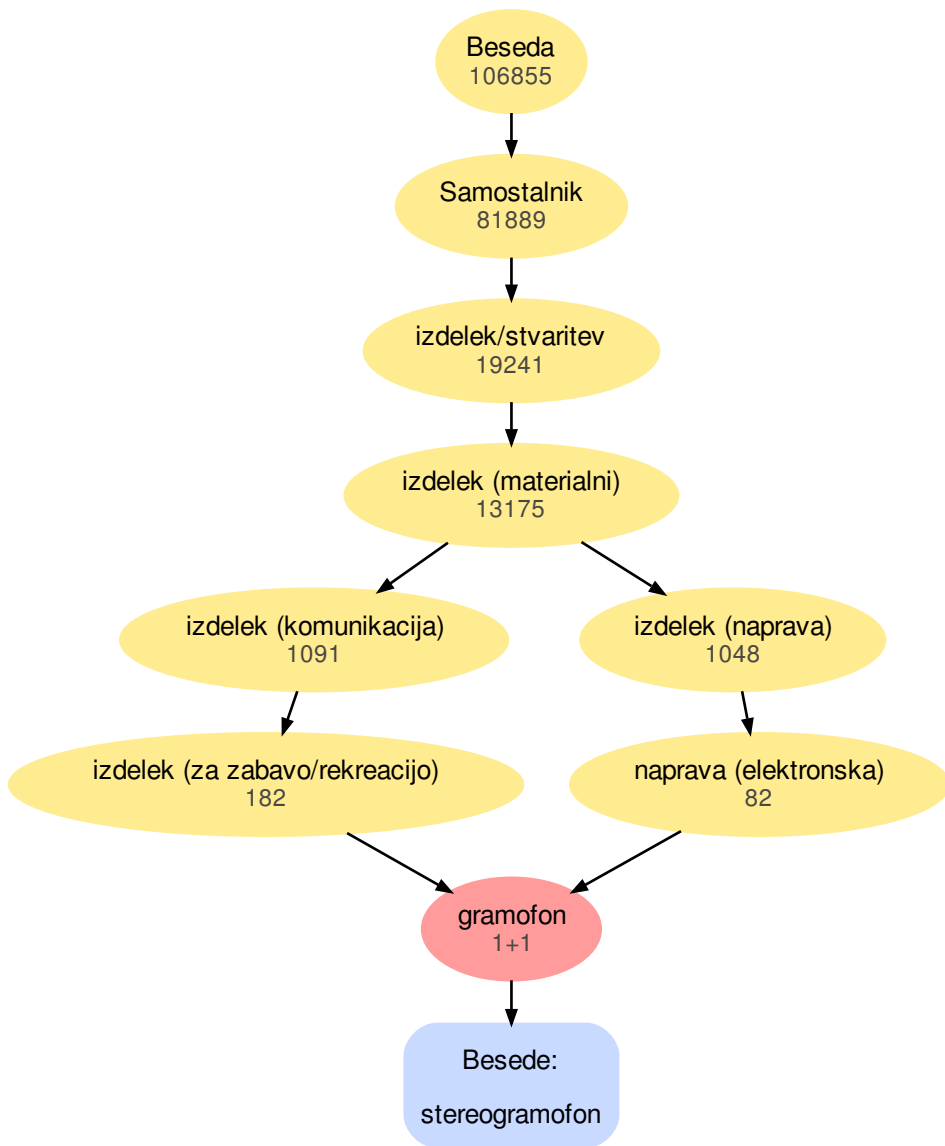 Beseda
106855
Samostalnik
81889
izdelek/stvaritev
19241
izdelek (materialni)
13175
izdelek (komunikacija)
1091
izdelek (naprava)
1048
izdelek (za zabavo/rekreacijo)
182
naprava (elektronska)
82
gramofon
1+1
Besede:
stereogramofon